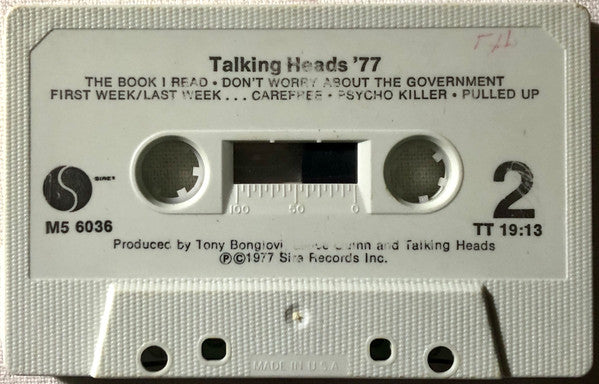 Talking Heads '77
THE BOOK I READ • DON'T WORRY ABOUT THE GOVERNMENT
FIRST WEEK/LAST WEEK . . . CAREFREE • PSYCHO KILLER • PULLED UP
SIRE
2
100 50 0
M5 6036
TT 19:13
Produced by Tony Bongiovi, and Talking Heads
Ⓟ©1977 Sire Records Inc.
MADE IN U S A